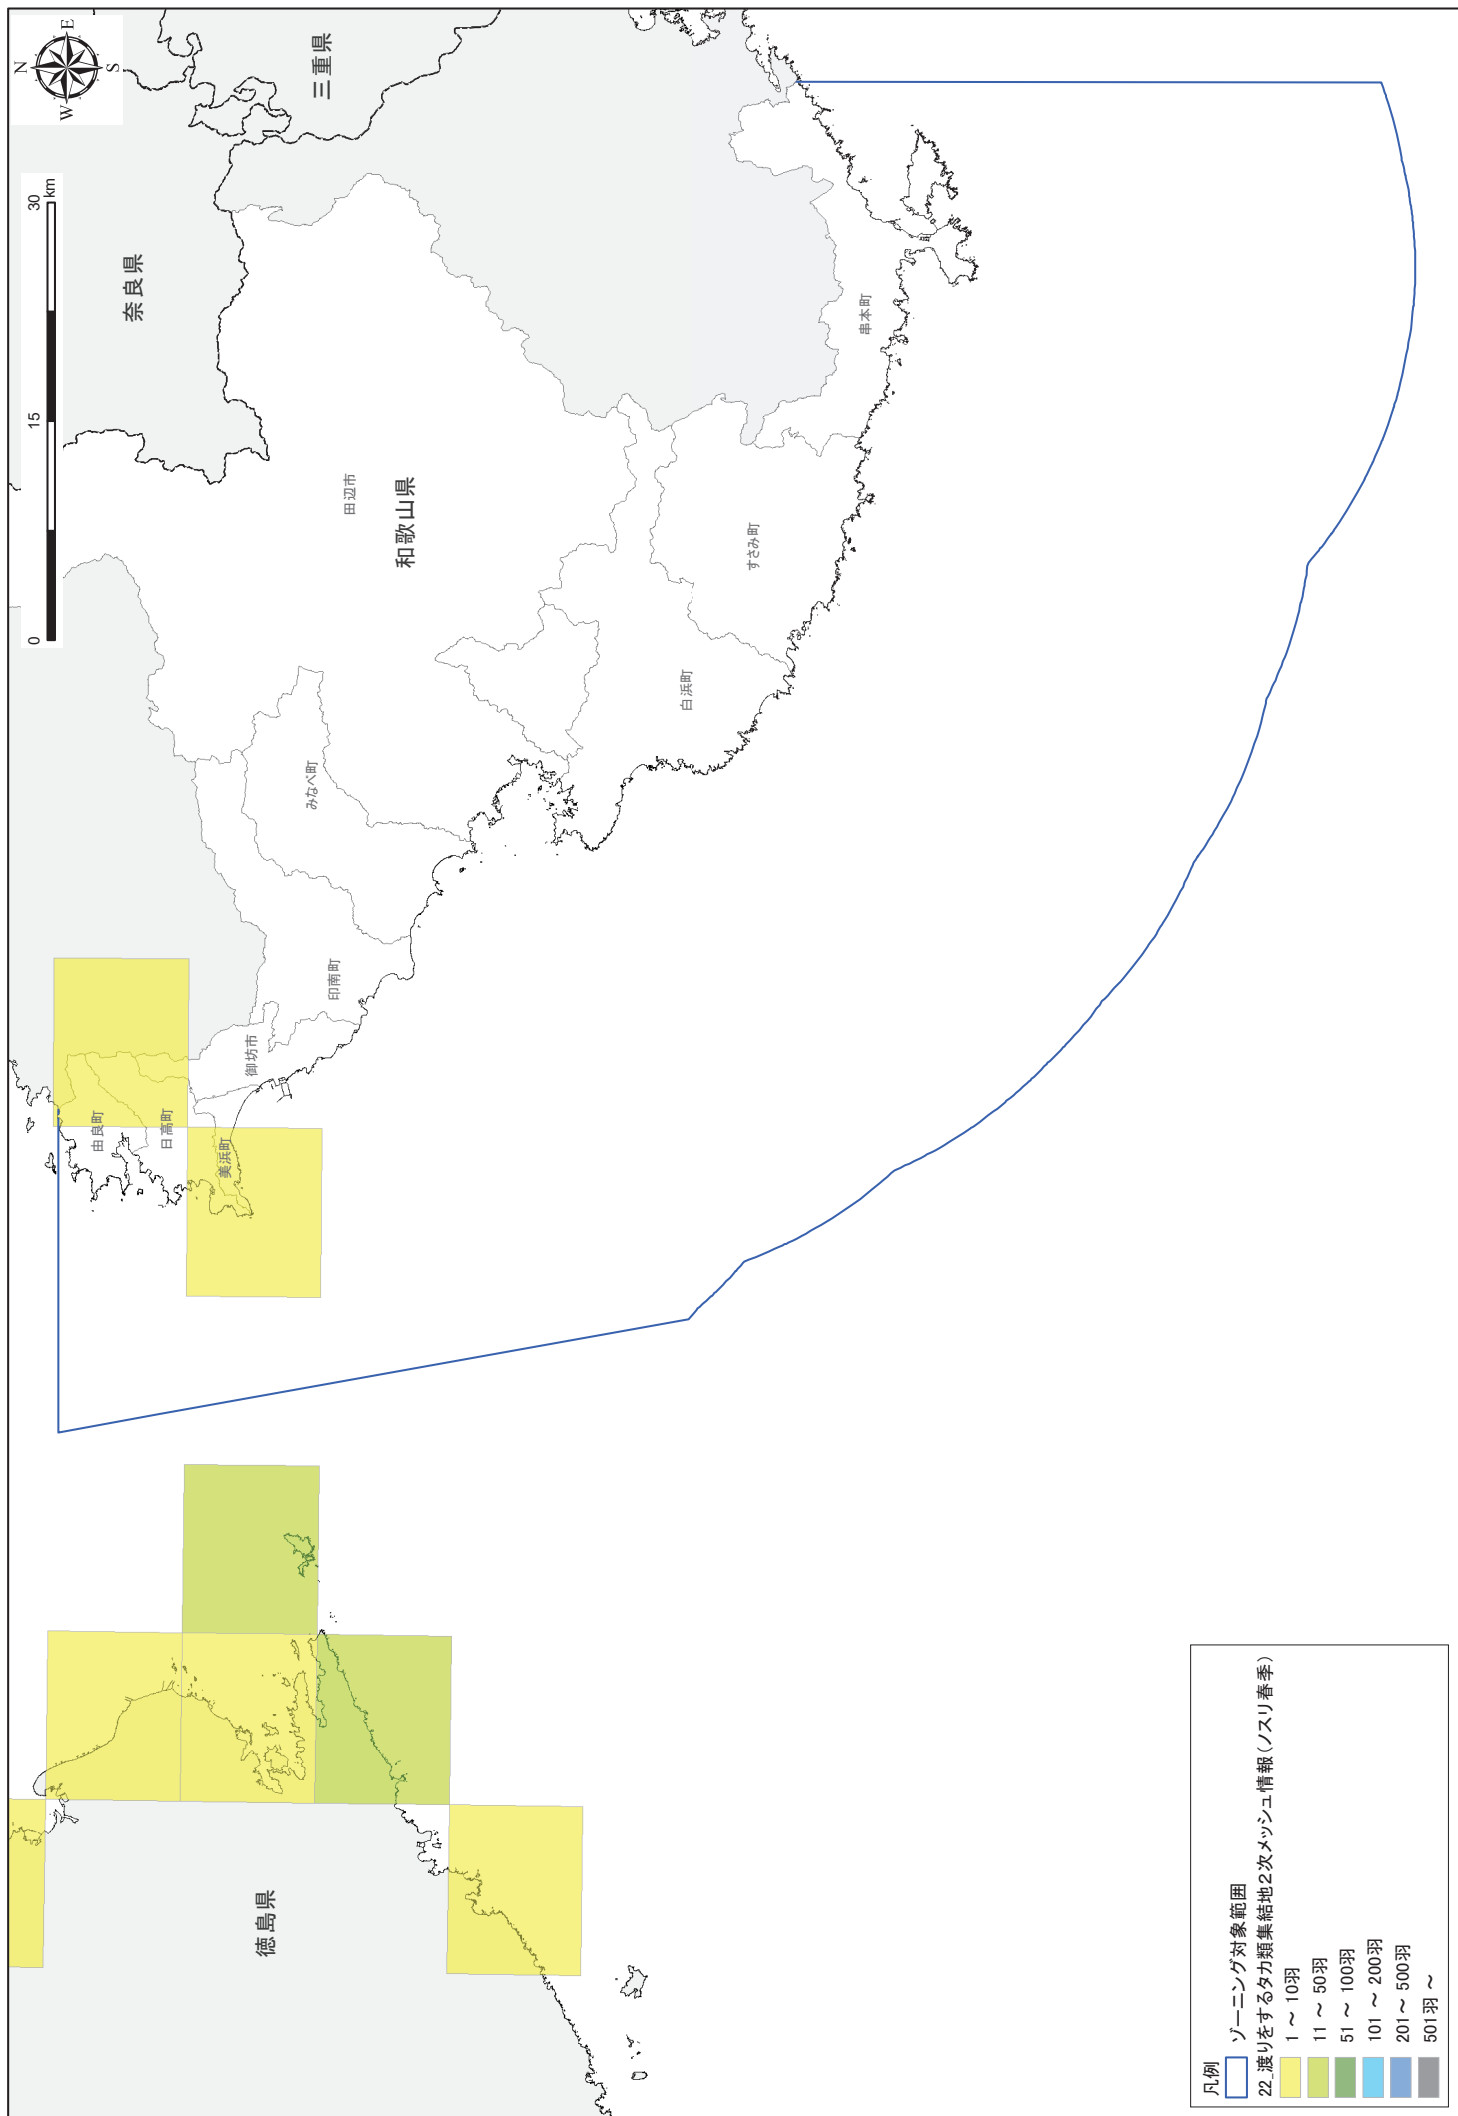 N
E
S
W
0 15 30
km
奈良県
三重県
和歌山県
田辺市
みなべ町
印南町
御坊市
由良町
日高町
美浜町
白浜町
すさみ町
串本町
徳島県
凡例
ゾーニング対象範囲
22_渡りをするタカ類集結地2次メッシュ情報(ノスリ春季)
1 ～ 10羽
11 ～ 50羽
51 ～ 100羽
101 ～ 200羽
201～ 500羽
501羽 ～